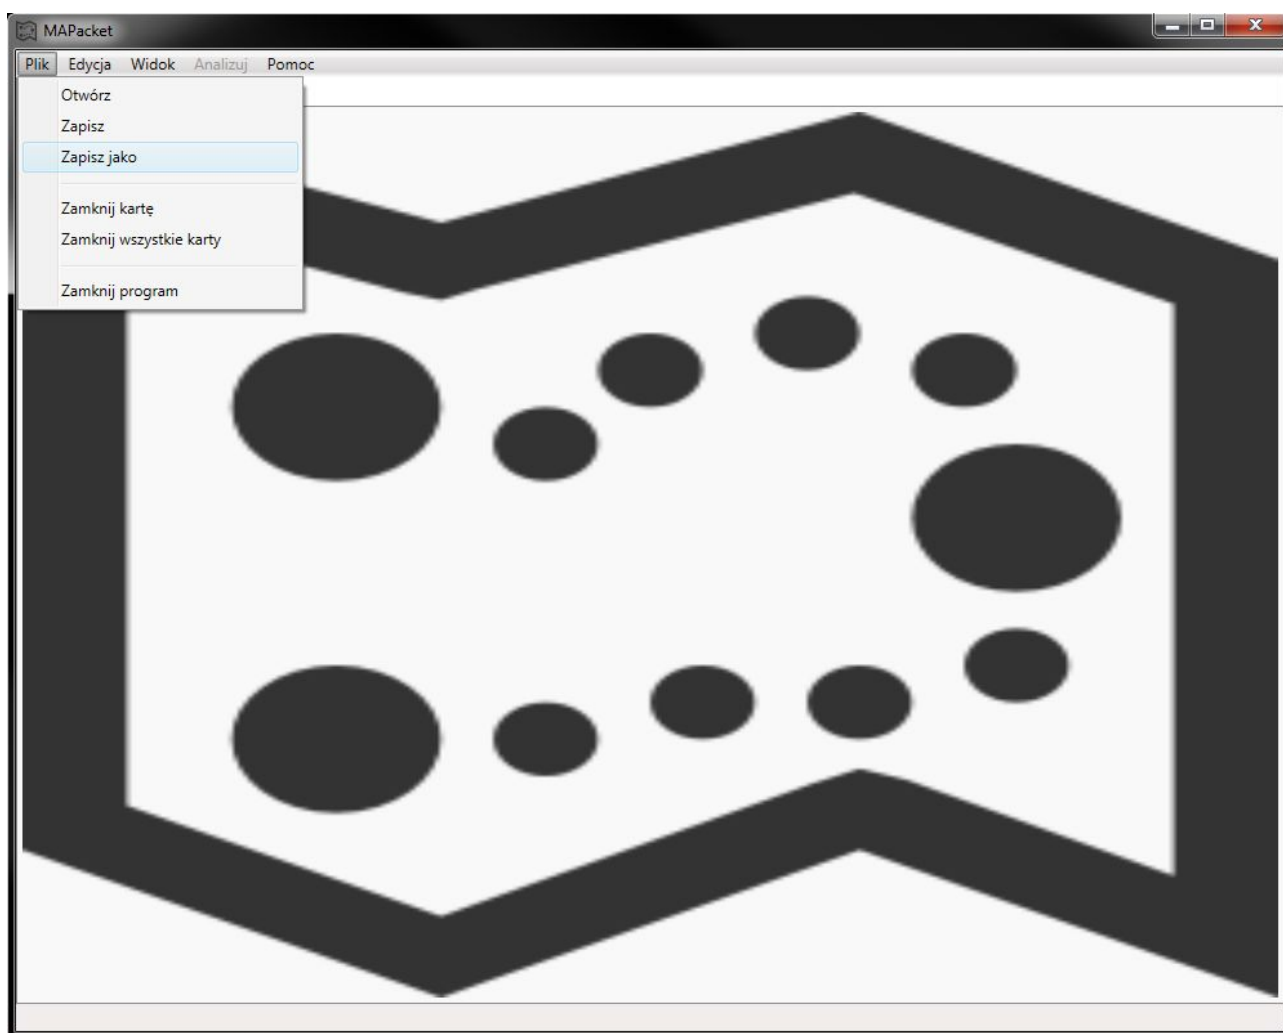 MAPacket
Plik Edycja Widok Analizuj Pomoc
Otwórz
Zapisz
Zapisz jako
Zamknij kartę
Zamknij wszystkie karty
Zamknij program